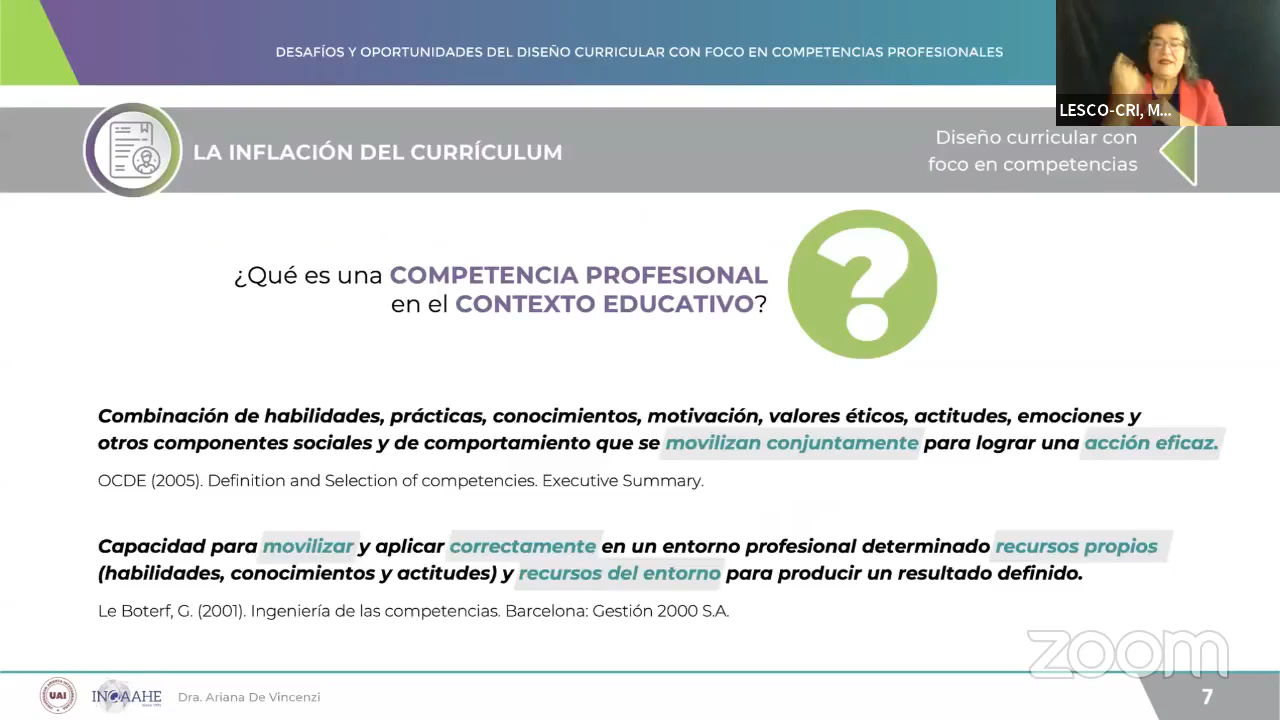 DESAFÍOS Y OPORTUNIDADES DEL DISEÑO CURRICULAR CON FOCO EN COMPETENCIAS PROFESIONALES
LESCO-CRI, M...
LA INFLACIÓN DEL CURRÍCULUM
Diseño curricular con
foco en competencias
¿Qué es una COMPETENCIA PROFESIONAL
en el CONTEXTO EDUCATIVO?
?
Combinación de habilidades, prácticas, conocimientos, motivación, valores éticos, actitudes, emociones y
otros componentes sociales y de comportamiento que se movilizan conjuntamente para lograr una acción eficaz.
OCDE (2005). Definition and Selection of competencies. Executive Summary.
Capacidad para movilizar y aplicar correctamente en un entorno profesional determinado recursos propios
(habilidades, conocimientos y actitudes) y recursos del entorno para producir un resultado definido.
Le Boterf, G. (2001). Ingeniería de las competencias. Barcelona: Gestión 2000 S.A.
zoom
UAI
INQAAHE
Dra. Ariana De Vincenzi
7